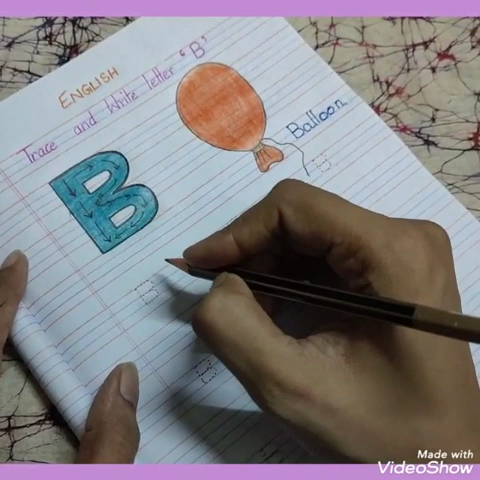 ENGLISH
Trace and Write letter 'B'
Balloon
B
B
B
B
Made with
VideoShow